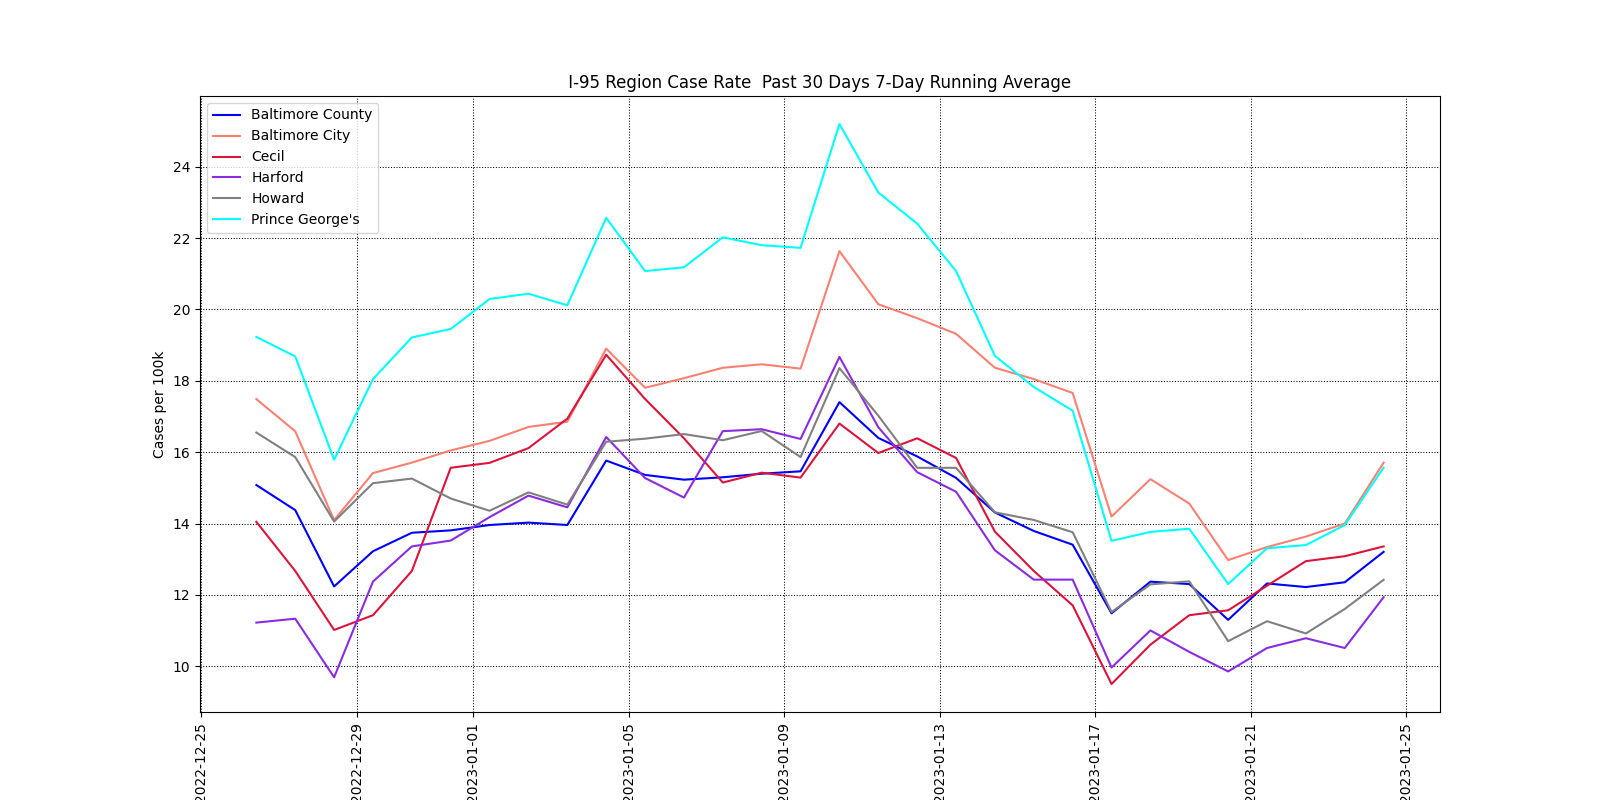 I-95 Region Case Rate  Past 30 Days 7-Day Running Average
Baltimore County
Baltimore City
Cecil
Harford
Howard
Prince George's
Cases per 100k
24
22
20
18
16
14
12
10
2022-12-25
2022-12-29
2023-01-01
2023-01-05
2023-01-09
2023-01-13
2023-01-17
2023-01-21
2023-01-25